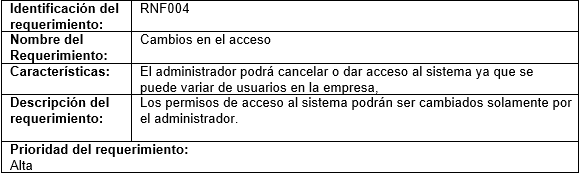 Identificación del requerimiento: RNF004
Nombre del Requerimiento: Cambios en el acceso
Características: El administrador podrá cancelar o dar acceso al sistema ya que se
puede variar de usuarios en la empresa,
Descripción del requerimiento: Los permisos de acceso al sistema podrán ser cambiados solamente por
el administrador.
Prioridad del requerimiento:
Alta